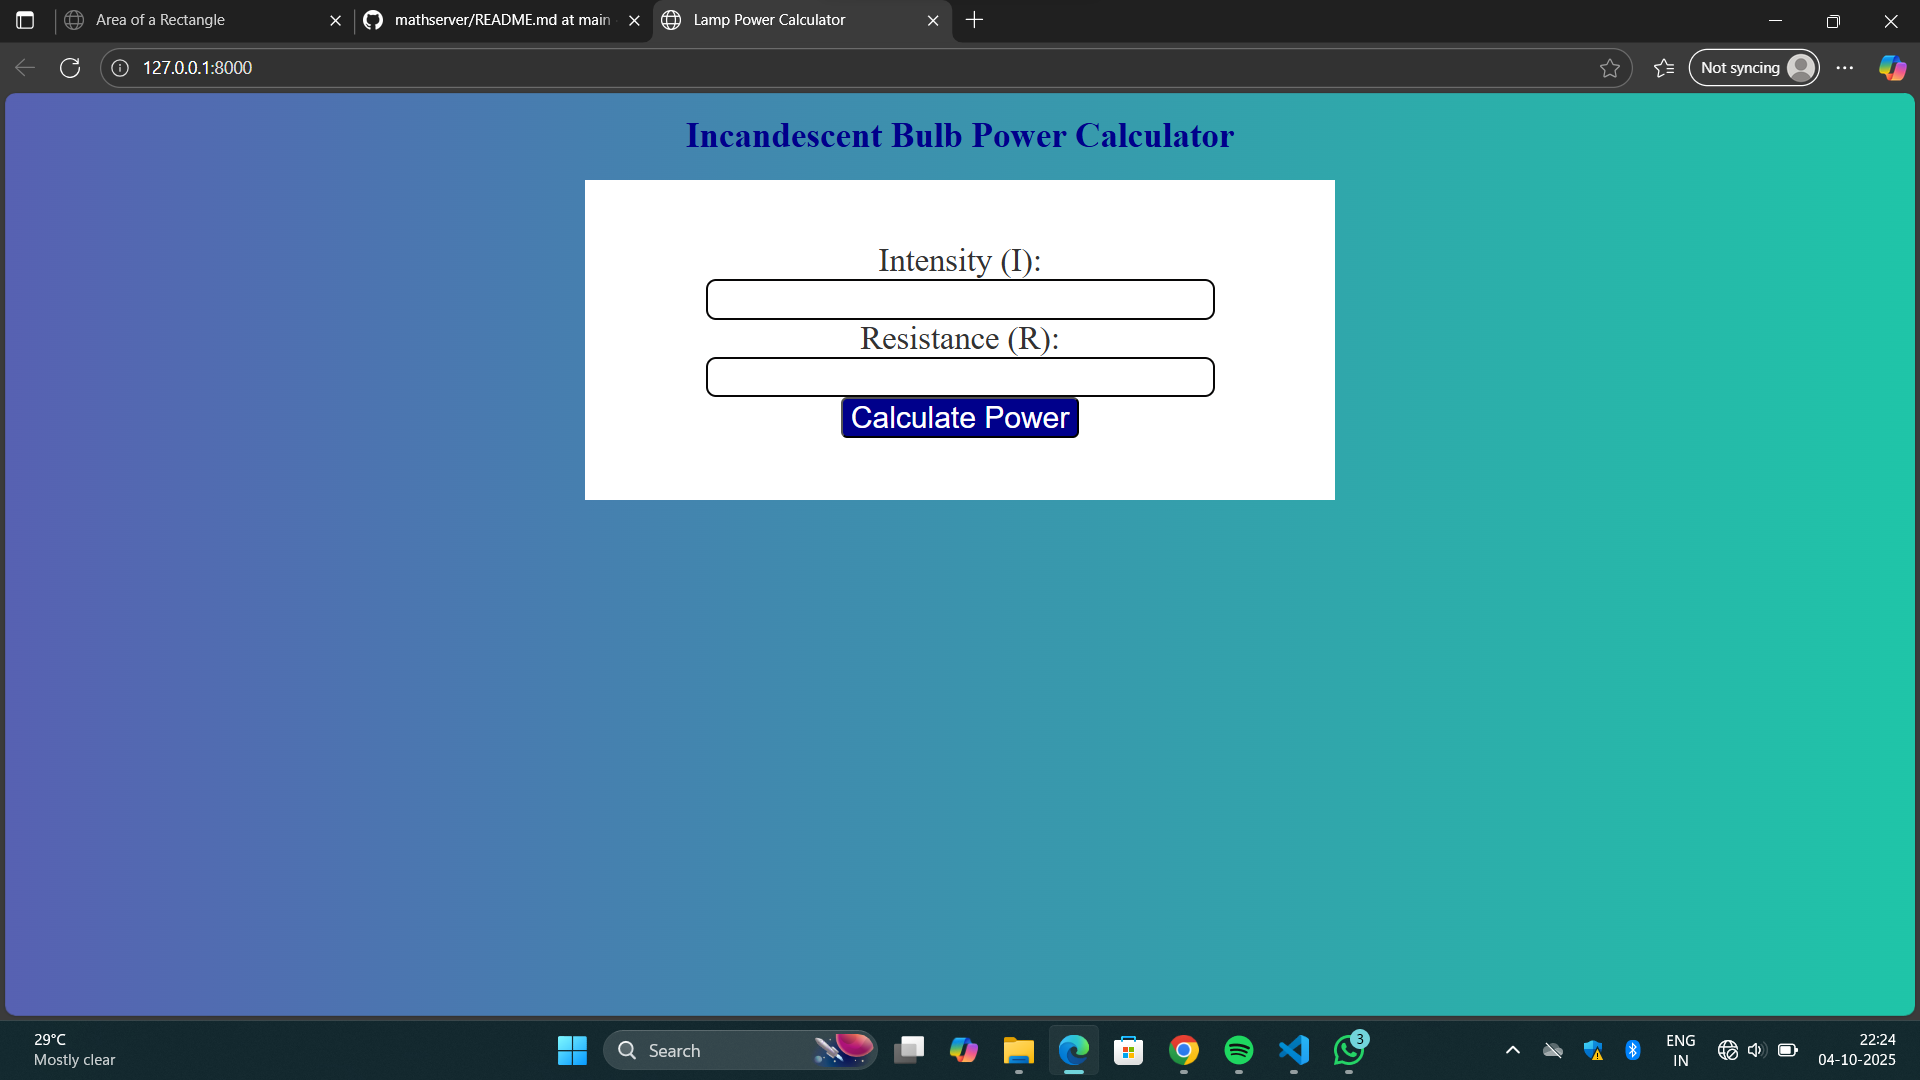 Area of a Rectangle
mathserver/README.md at main
Lamp Power Calculator
127.0.0.1:8000
Not syncing
Incandescent Bulb Power Calculator
Intensity (I):
Resistance (R):
Calculate Power
29°C
Mostly clear
Search
3
ENG
IN
22:24
04-10-2025